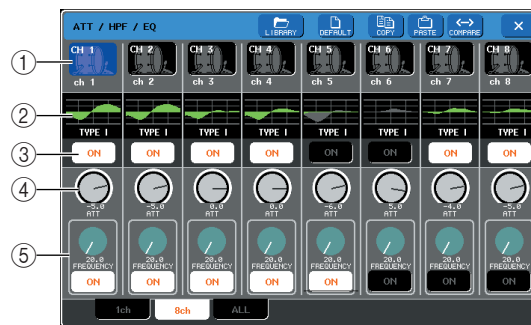 ATT / HPF / EQ
LIBRARY DEFAULT COPY PASTE COMPARE ×
① CH 1 CH 2 CH 3 CH 4 CH 5 CH 6 CH 7 CH 8
ch 1 ch 2 ch 3 ch 4 ch 5 ch 6 ch 7 ch 8
②
TYPE I TYPE I TYPE I TYPE I TYPE I TYPE I TYPE I TYPE I
③ ON ON ON ON ON ON ON ON
④
-5.0 -5.0 0.0 0.0 -6.0 5.0 -4.0 -5.0
ATT ATT ATT ATT ATT ATT ATT ATT
⑤
20.0 20.0 20.0 20.0 20.0 20.0 20.0 20.0
FREQUENCY FREQUENCY FREQUENCY FREQUENCY FREQUENCY FREQUENCY FREQUENCY FREQUENCY
ON ON ON ON ON ON ON ON
1ch 8ch ALL